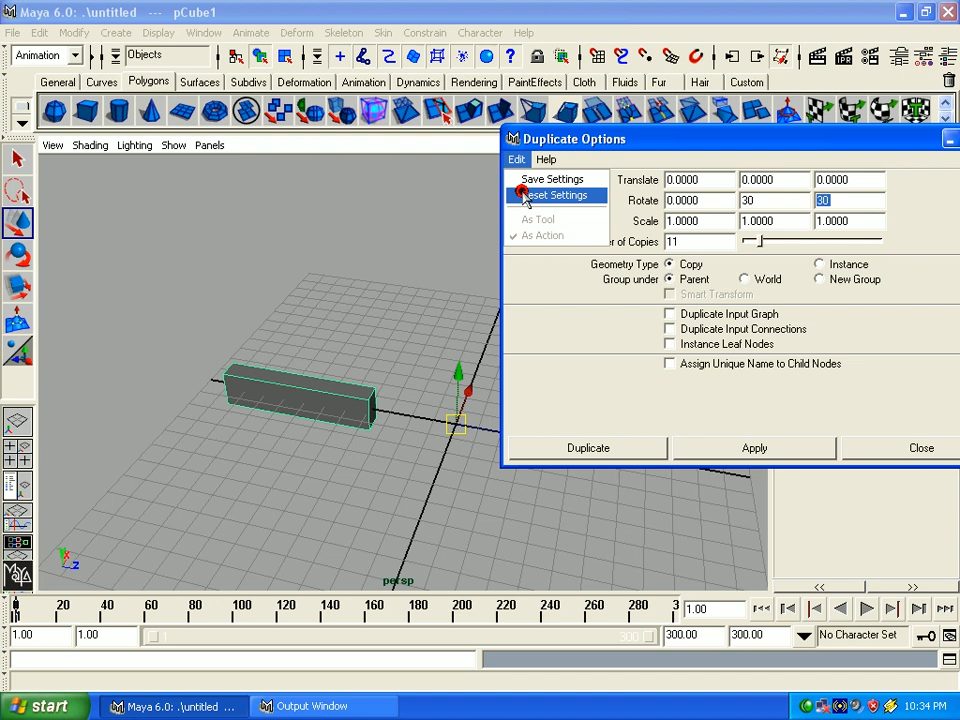 Maya 6.0: .\untitled --- pCube1
File Edit Modify Create Display Window Animate Deform Skeleton Skin Constrain Character Help
Animation Objects
General Curves Polygons Surfaces Subdivs Deformation Animation Dynamics Rendering PaintEffects Cloth Fluids Fur Hair Custom
View Shading Lighting Show Panels
Duplicate Options
Edit Help
Save Settings
Reset Settings
As Tool
As Action
Translate 0.0000 0.0000 0.0000
Rotate 0.0000 30 30
Scale 1.0000 1.0000 1.0000
er of Copies 11
Geometry Type Copy Instance
Group under Parent World New Group
Smart Transform
Duplicate Input Graph
Duplicate Input Connections
Instance Leaf Nodes
Assign Unique Name to Child Nodes
Duplicate Apply Close
Z
persp
MAYA
<< >>
20 40 60 80 100 120 140 160 180 200 220 240 260 280 3 1.00
1.00 1.00 1 300 300.00 300.00 No Character Set
start Maya 6.0: .\untitled ... Output Window 10:34 PM